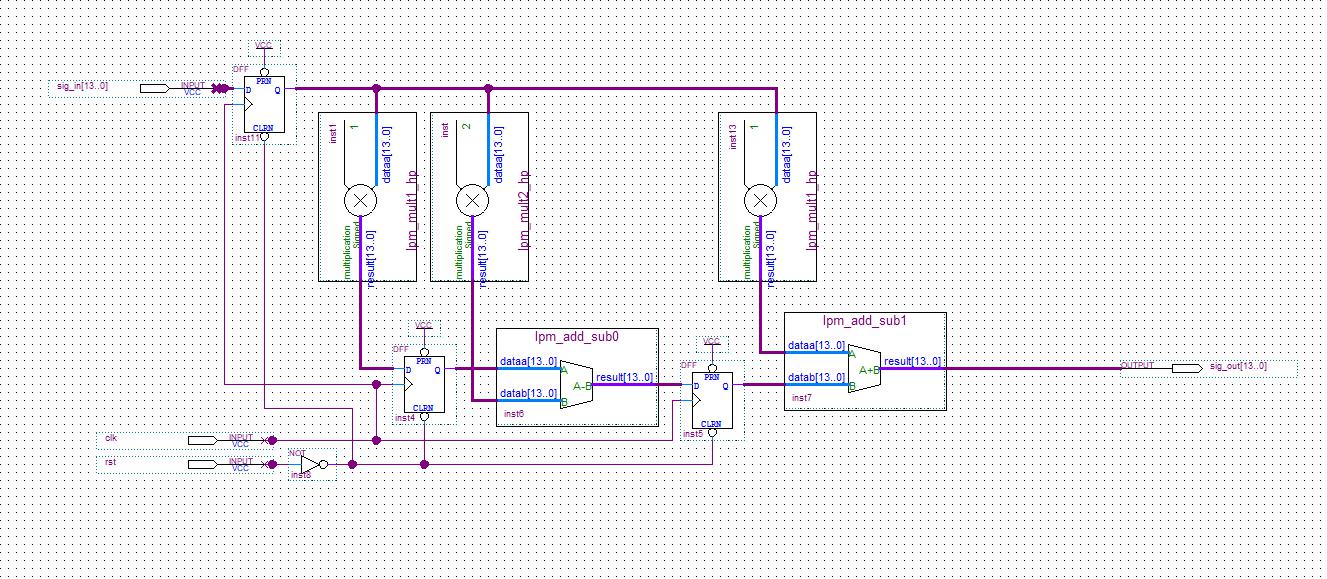 VCC
DFF
sig_in[13..0]
INPUT
VCC
PRN
D Q
CLRN
inst11
inst1
1
dataa[13..0]
lpm_mult1_hp
multiplication
Signed
result[13..0]
inst
2
dataa[13..0]
lpm_mult2_hp
multiplication
Signed
result[13..0]
inst13
1
dataa[13..0]
lpm_mult1_hp
multiplication
Signed
result[13..0]
VCC
DFF
PRN
D Q
CLRN
inst4
lpm_add_sub0
dataa[13..0]
A
A-B
result[13..0]
datab[13..0]
B
inst6
VCC
DFF
PRN
D Q
CLRN
inst5
lpm_add_sub1
dataa[13..0]
A
A+B
result[13..0]
datab[13..0]
B
inst7
OUTPUT
sig_out[13..0]
clk
INPUT
VCC
rst
INPUT
VCC
NOT
inst8